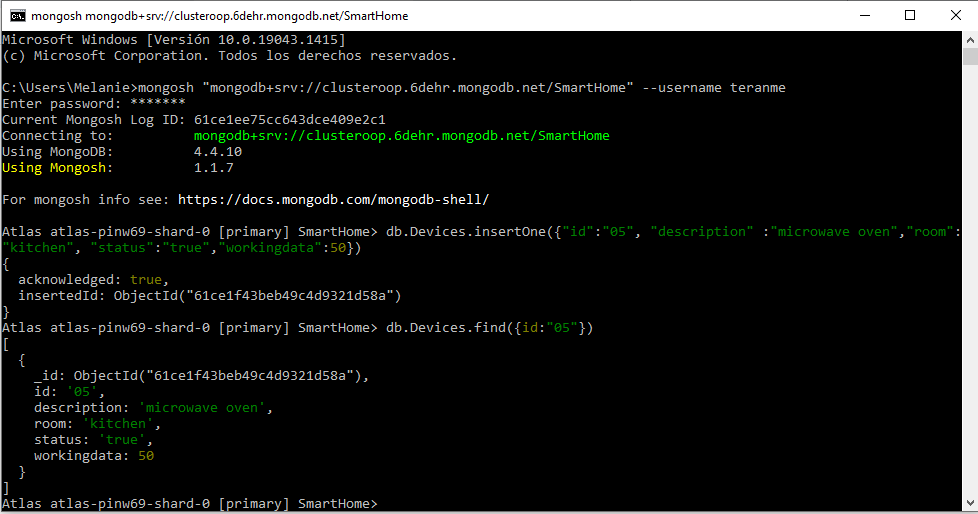 mongosh mongodb+srv://clusteroop.6dehr.mongodb.net/SmartHome
Microsoft Windows [Versión 10.0.19043.1415]
(c) Microsoft Corporation. Todos los derechos reservados.
C:\Users\Melanie>mongosh "mongodb+srv://clusteroop.6dehr.mongodb.net/SmartHome" --username teranme
Enter password: *******
Current Mongosh Log ID: 61ce1ee75cc643dce409e2c1
Connecting to:          mongodb+srv://clusteroop.6dehr.mongodb.net/SmartHome
Using MongoDB:          4.4.10
Using Mongosh:          1.1.7
For mongosh info see: https://docs.mongodb.com/mongodb-shell/
Atlas atlas-pinw69-shard-0 [primary] SmartHome> db.Devices.insertOne({"id":"05", "description" :"microwave oven","room":
"kitchen", "status":"true","workingdata":50})
{
  acknowledged: true,
  insertedId: ObjectId("61ce1f43beb49c4d9321d58a")
}
Atlas atlas-pinw69-shard-0 [primary] SmartHome> db.Devices.find({id:"05"})
[
  {
    _id: ObjectId("61ce1f43beb49c4d9321d58a"),
    id: '05',
    description: 'microwave oven',
    room: 'kitchen',
    status: 'true',
    workingdata: 50
  }
]
Atlas atlas-pinw69-shard-0 [primary] SmartHome>